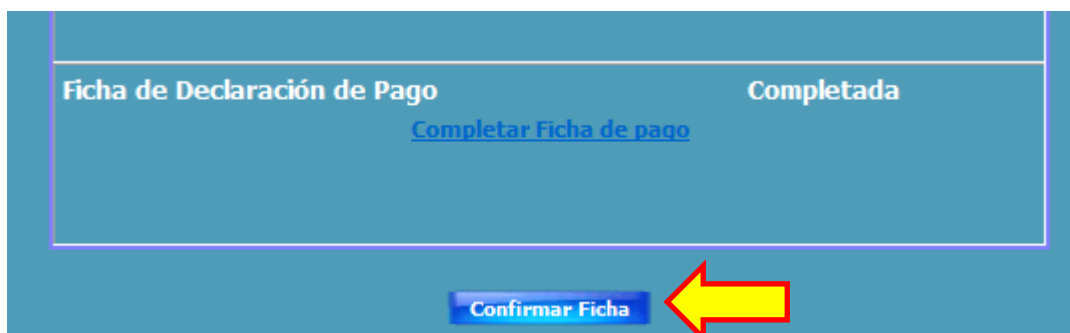 Ficha de Declaración de Pago Completada
Completar Ficha de pago
Confirmar Ficha